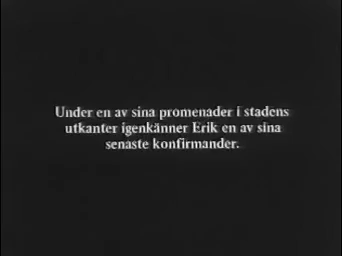 Under en av sina promenader i stadens
utkanter igenkänner Erik en av sina
senaste konfirmander.